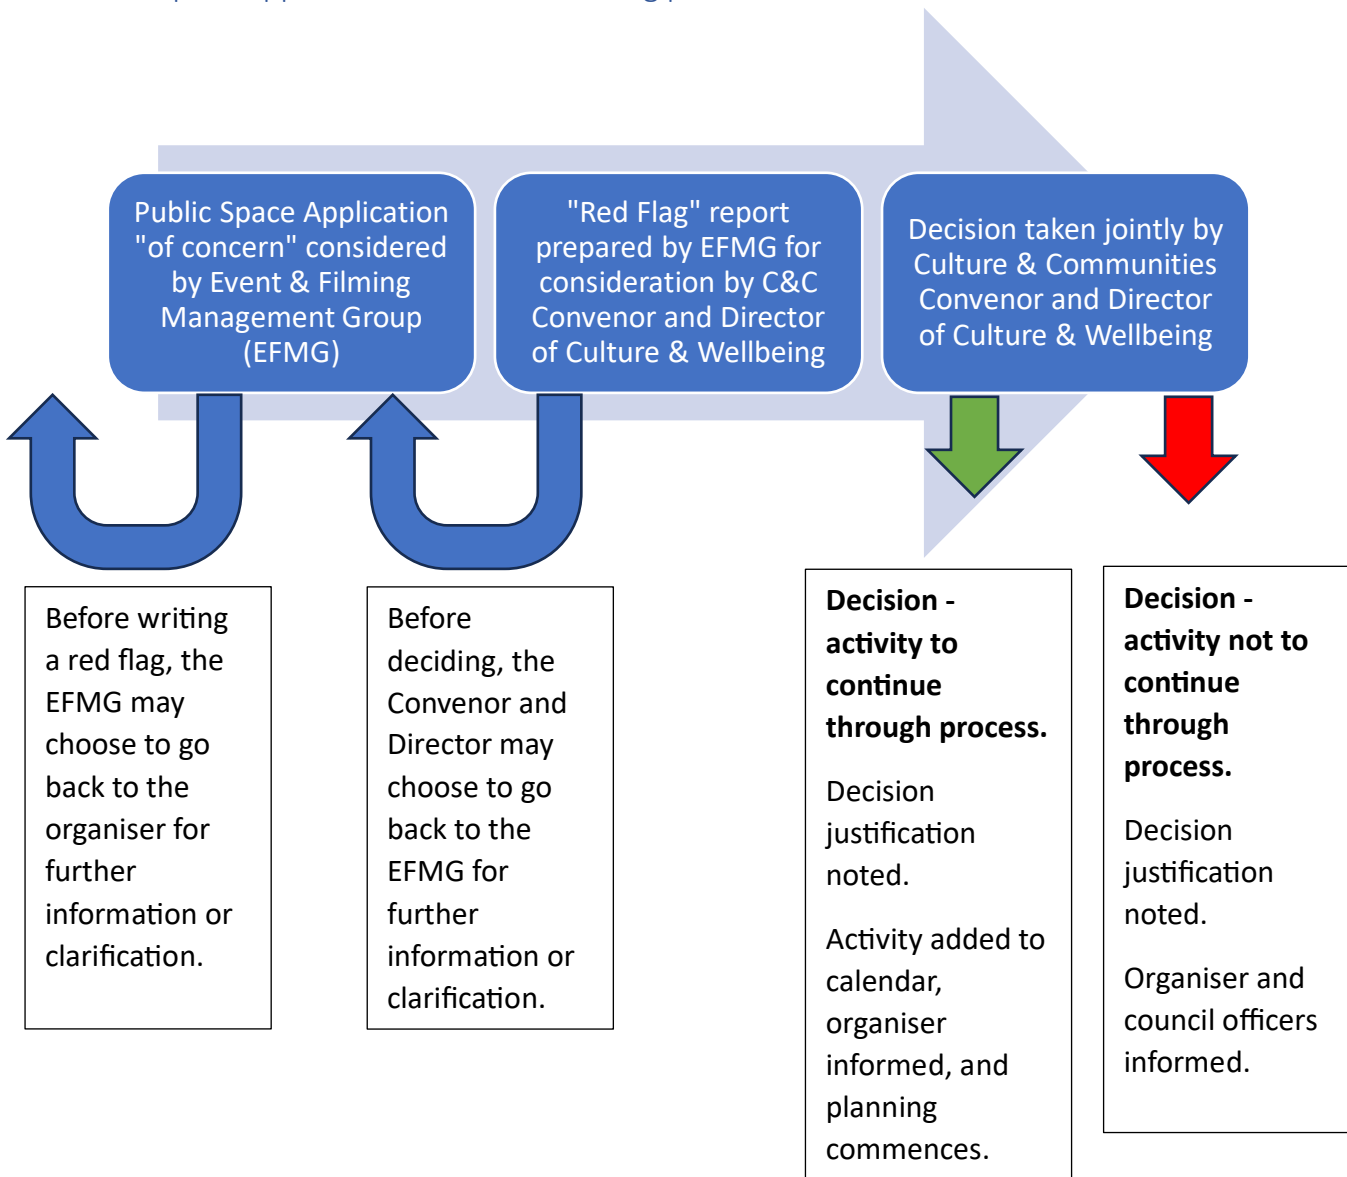 Public Space Application
"of concern" considered
by Event & Filming
Management Group
(EFMG)
"Red Flag" report
prepared by EFMG for
consideration by C&C
Convenor and Director
of Culture & Wellbeing
Decision taken jointly by
Culture & Communities
Convenor and Director
of Culture & Wellbeing
Before writing
a red flag, the
EFMG may
choose to go
back to the
organiser for
further
information or
clarification.
Before
deciding, the
Convenor and
Director may
choose to go
back to the
EFMG for
further
information or
clarification.
Decision -
activity to
continue
through process.
Decision
justification
noted.
Activity added to
calendar,
organiser
informed, and
planning
commences.
Decision -
activity not to
continue
through
process.
Decision
justification
noted.
Organiser and
council officers
informed.